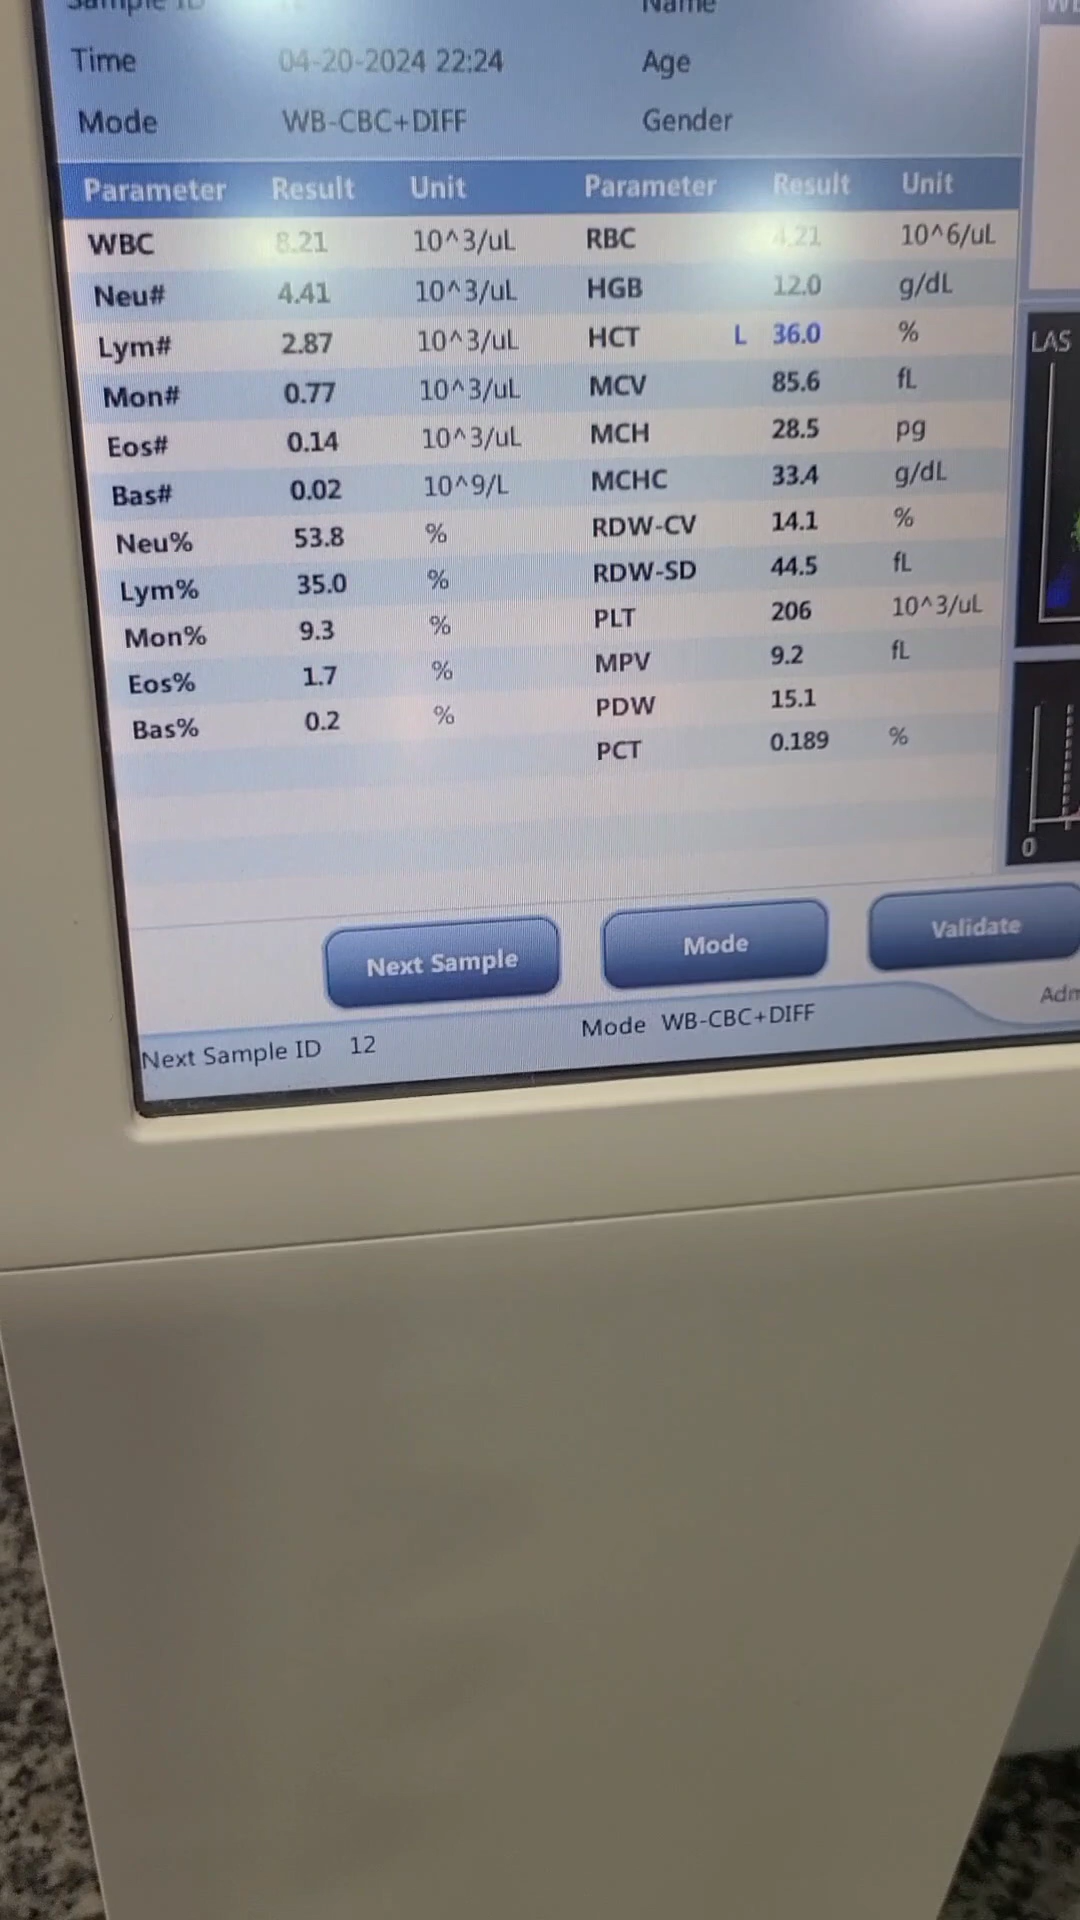 Sample ID Name
Time 04-20-2024 22:24 Age
Mode WB-CBC+DIFF Gender
Parameter Result Unit Parameter Result Unit
WBC 8.21 10^3/uL RBC 4.21 10^6/uL
Neu# 4.41 10^3/uL HGB 12.0 g/dL
Lym# 2.87 10^3/uL HCT L 36.0 %
Mon# 0.77 10^3/uL MCV 85.6 fL
Eos# 0.14 10^3/uL MCH 28.5 pg
Bas# 0.02 10^9/L MCHC 33.4 g/dL
Neu% 53.8 % RDW-CV 14.1 %
Lym% 35.0 % RDW-SD 44.5 fL
Mon% 9.3 % PLT 206 10^3/uL
Eos% 1.7 % MPV 9.2 fL
Bas% 0.2 % PDW 15.1
PCT 0.189 %
LAS
0
Next Sample Mode Validate
Next Sample ID 12 Mode WB-CBC+DIFF